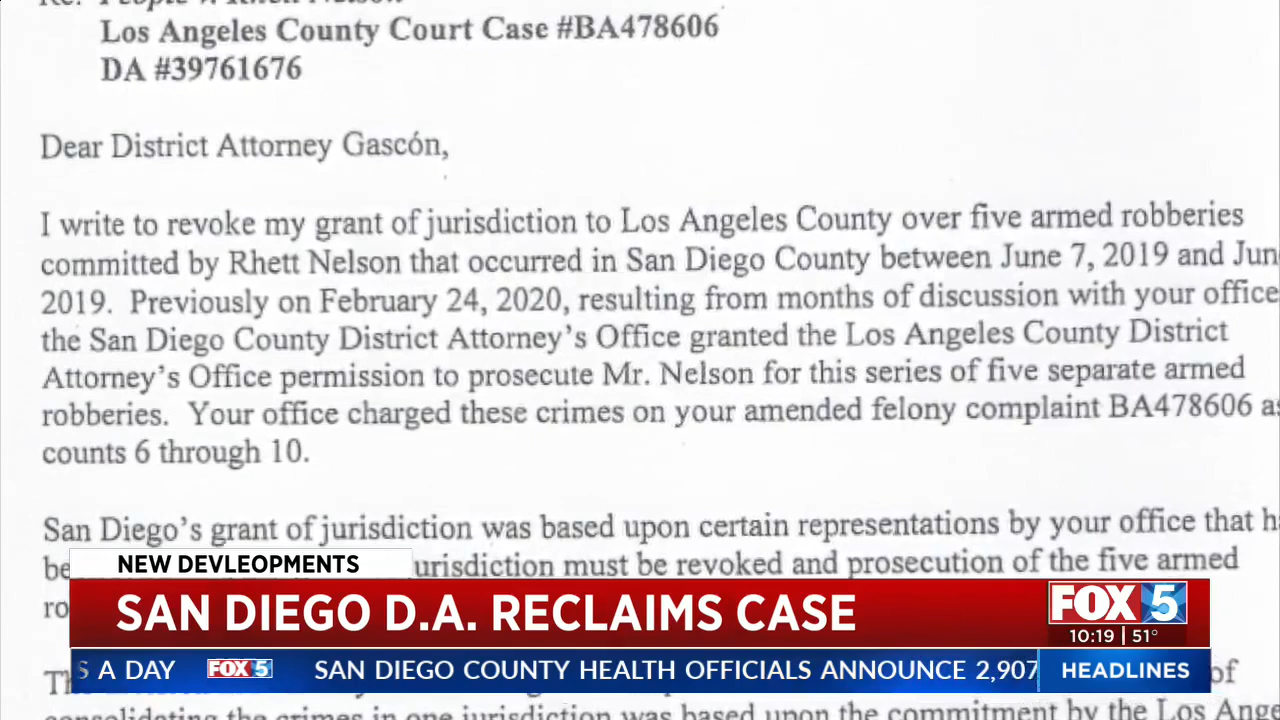 Los Angeles County Court Case #BA478606
DA #39761676
Dear District Attorney Gascón,
I write to revoke my grant of jurisdiction to Los Angeles County over five armed robberies
committed by Rhett Nelson that occurred in San Diego County between June 7, 2019 and
2019. Previously on February 24, 2020, resulting from months of discussion with your office
the San Diego County District Attorney's Office granted the Los Angeles County District
Attorney's Office permission to prosecute Mr. Nelson for this series of five separate armed
robberies. Your office charged these crimes on your amended felony complaint BA478606
counts 6 through 10.
San Diego's grant of jurisdiction was based upon certain representations by your office that
NEW DEVLEOPMENTS
urisdiction must be revoked and prosecution of the five armed
SAN DIEGO D.A. RECLAIMS CASE
FOX 5
10:19 | 51°
S A DAY FOX 5 SAN DIEGO COUNTY HEALTH OFFICIALS ANNOUNCE 2,907
HEADLINES
of
consolidating the crimes in one jurisdiction was based upon the commitment by the Los